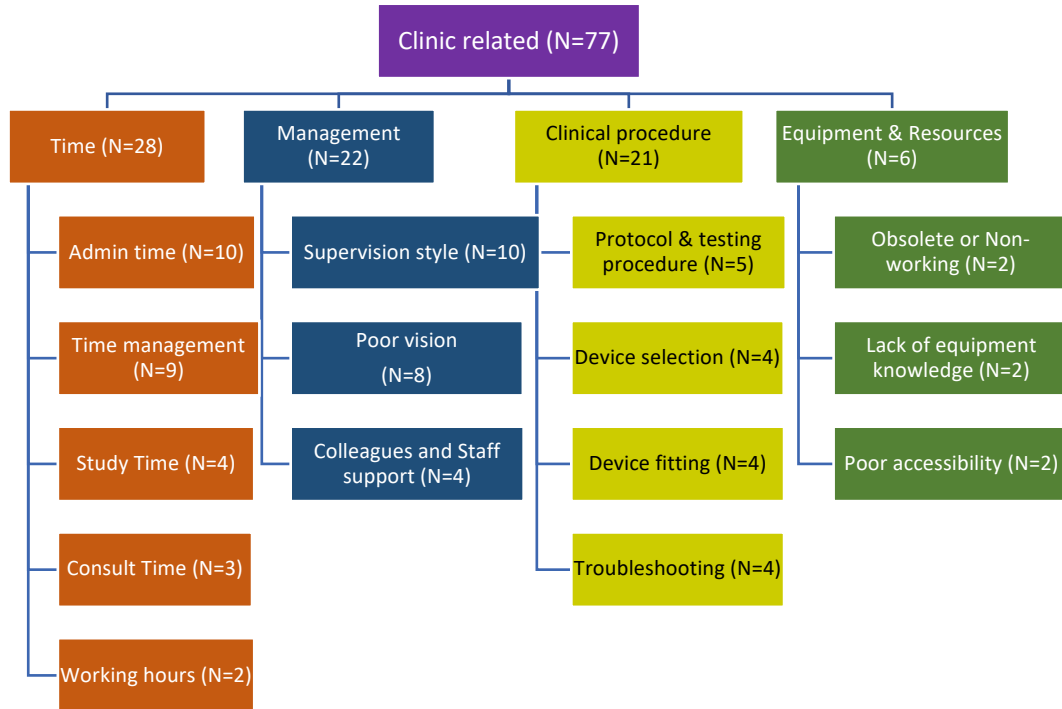 Clinic related (N=77)
Time (N=28)
Admin time (N=10)
Time management
(N=9)
Study Time (N=4)
Consult Time (N=3)
Working hours (N=2)
Management
(N=22)
Supervision style (N=10)
Poor vision
(N=8)
Colleagues and Staff
support (N=4)
Clinical procedure
(N=21)
Protocol & testing
procedure (N=5)
Device selection (N=4)
Device fitting (N=4)
Troubleshooting (N=4)
Equipment & Resources
(N=6)
Obsolete or Non-
working (N=2)
Lack of equipment
knowledge (N=2)
Poor accessibility (N=2)